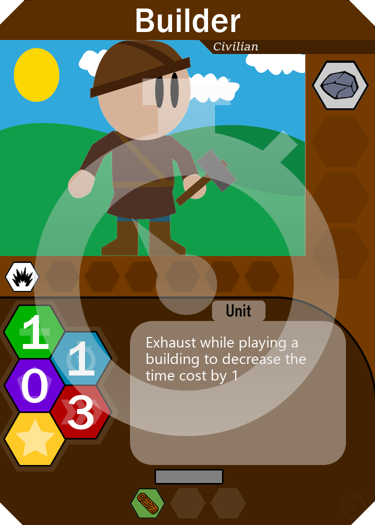 Builder
Civilian
Unit
Exhaust while playing a
building to decrease the
time cost by 1
1
1
0
3